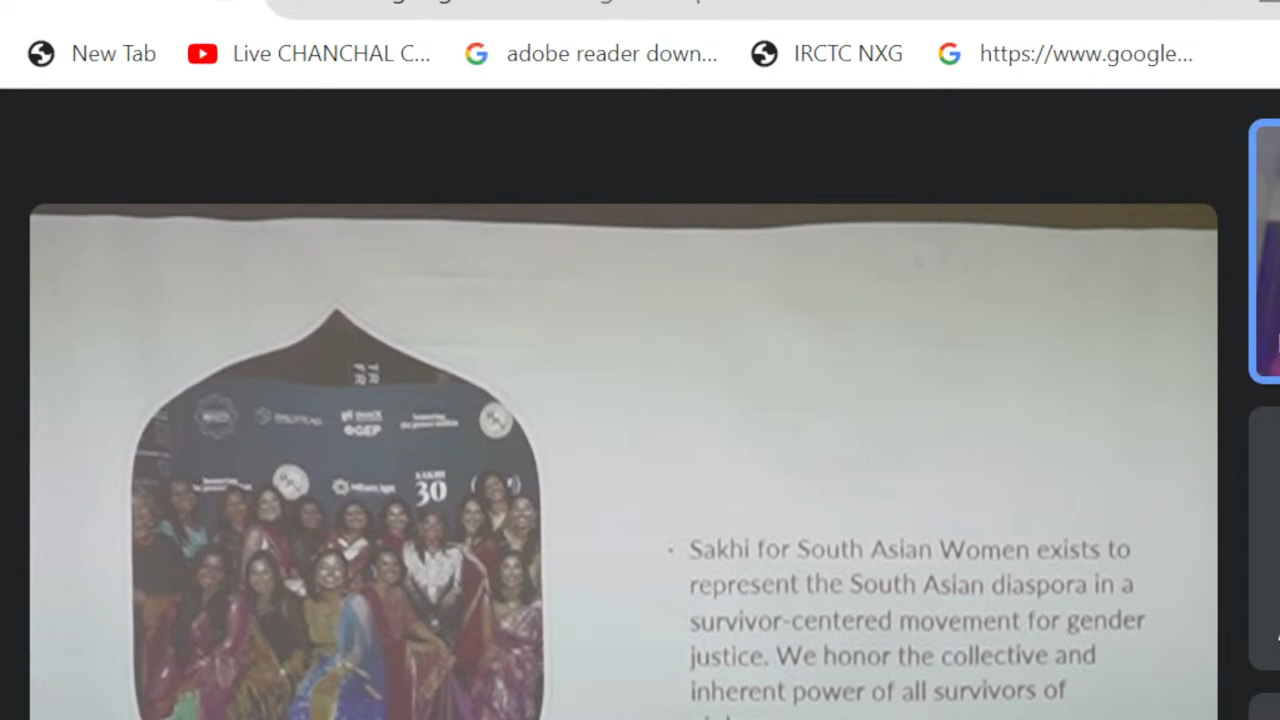 New Tab
Live CHANCHAL C...
adobe reader down...
IRCTC NXG
https://www.google...
GEP
SAKHI
30
Sakhi for South Asian Women exists to
represent the South Asian diaspora in a
survivor-centered movement for gender
justice. We honor the collective and
inherent power of all survivors of